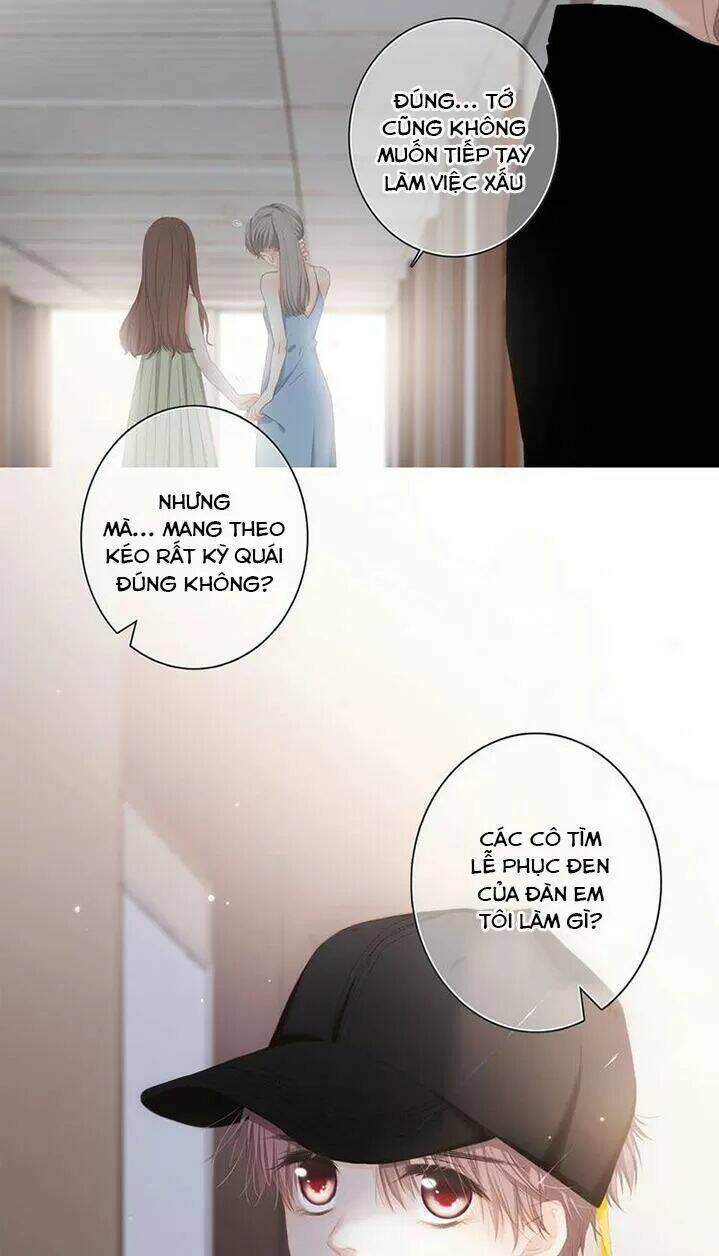 ĐÚNG... TỚ
CŨNG KHÔNG
MUỐN TIẾP TAY
LÀM VIỆC XẤU
NHƯNG
MÀ... MANG THEO
KÉO RẤT KỲ QUÁI
ĐÚNG KHÔNG?
CÁC CÔ TÌM
LỄ PHỤC ĐEN
CỦA ĐÀN EM
TÔI LÀM GÌ?